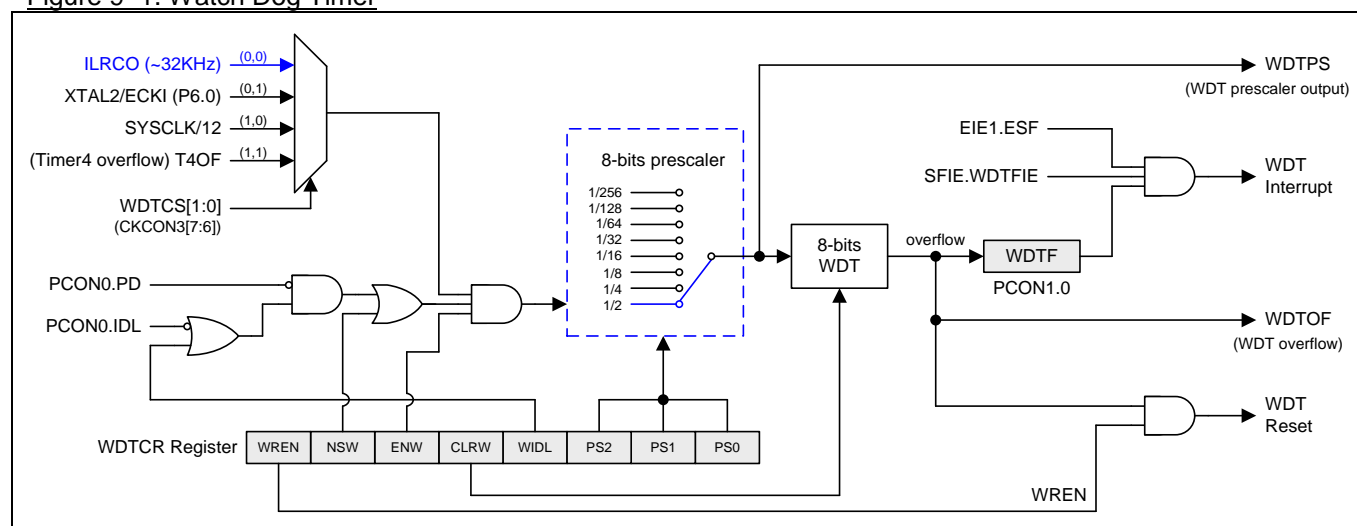 Figure 9–1. Watch Dog Timer
ILRCO (~32KHz)
(0,0)
XTAL2/ECKI (P6.0)
(0,1)
SYSCLK/12
(1,0)
(Timer4 overflow) T4OF
(1,1)
WDTCS[1:0]
(CKCON3[7:6])
PCON0.PD
PCON0.IDL
8-bits prescaler
1/256
1/128
1/64
1/32
1/16
1/8
1/4
1/2
8-bits
WDT
overflow
WDTF
PCON1.0
WDTPS
(WDT prescaler output)
EIE1.ESF
SFIE.WDTFIE
WDT
Interrupt
WDTOF
(WDT overflow)
WDT
Reset
WREN
WDTCR Register
WREN NSW ENW CLRW WIDL PS2 PS1 PS0